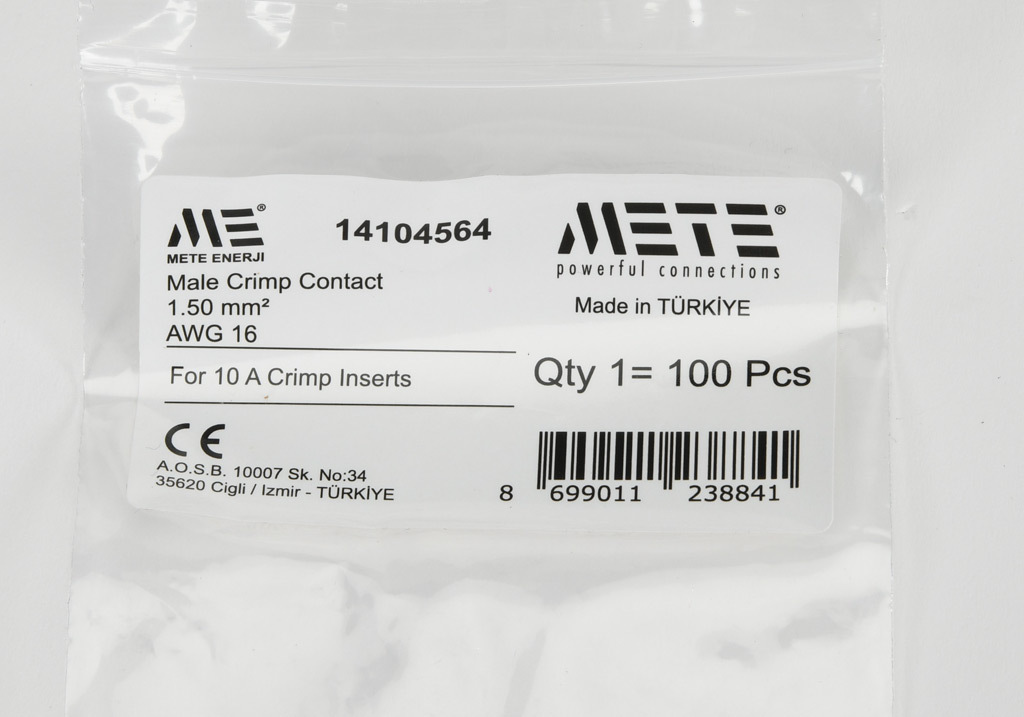 ME®
METE ENERJI
14104564
METE®
powerful connections
Male Crimp Contact
1.50 mm²
AWG 16
Made in TÜRKİYE
For 10 A Crimp Inserts
Qty 1= 100 Pcs
CE
A.O.S.B. 10007 Sk. No:34
35620 Cigli / Izmir - TÜRKİYE
8 699011 238841